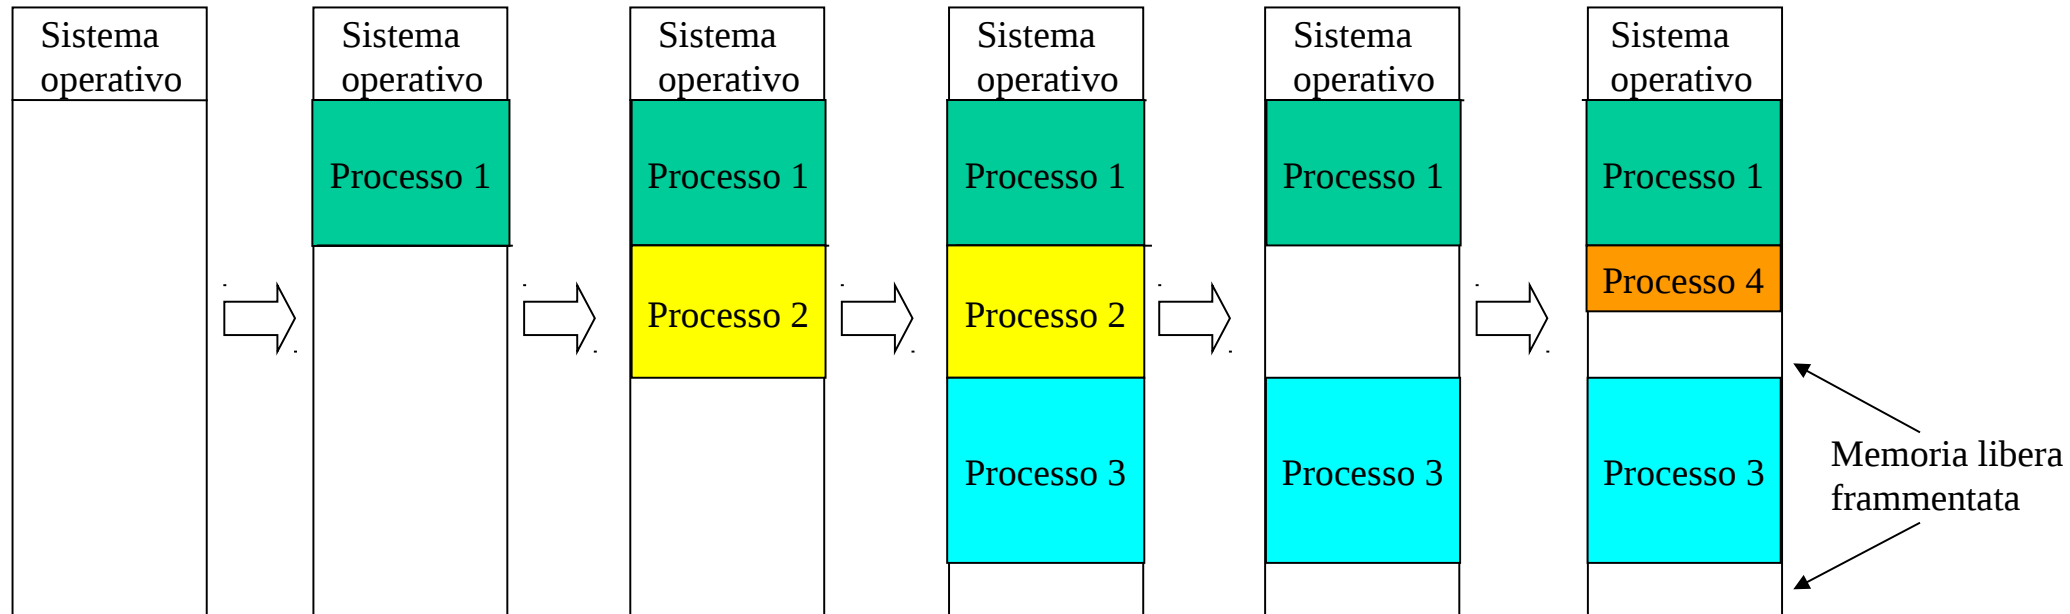 Sistema
operativo
Sistema
operativo
Processo 1
Sistema
operativo
Processo 1
Processo 2
Sistema
operativo
Processo 1
Processo 2
Processo 3
Sistema
operativo
Processo 1
Processo 3
Sistema
operativo
Processo 1
Processo 4
Processo 3
Memoria libera
frammentata